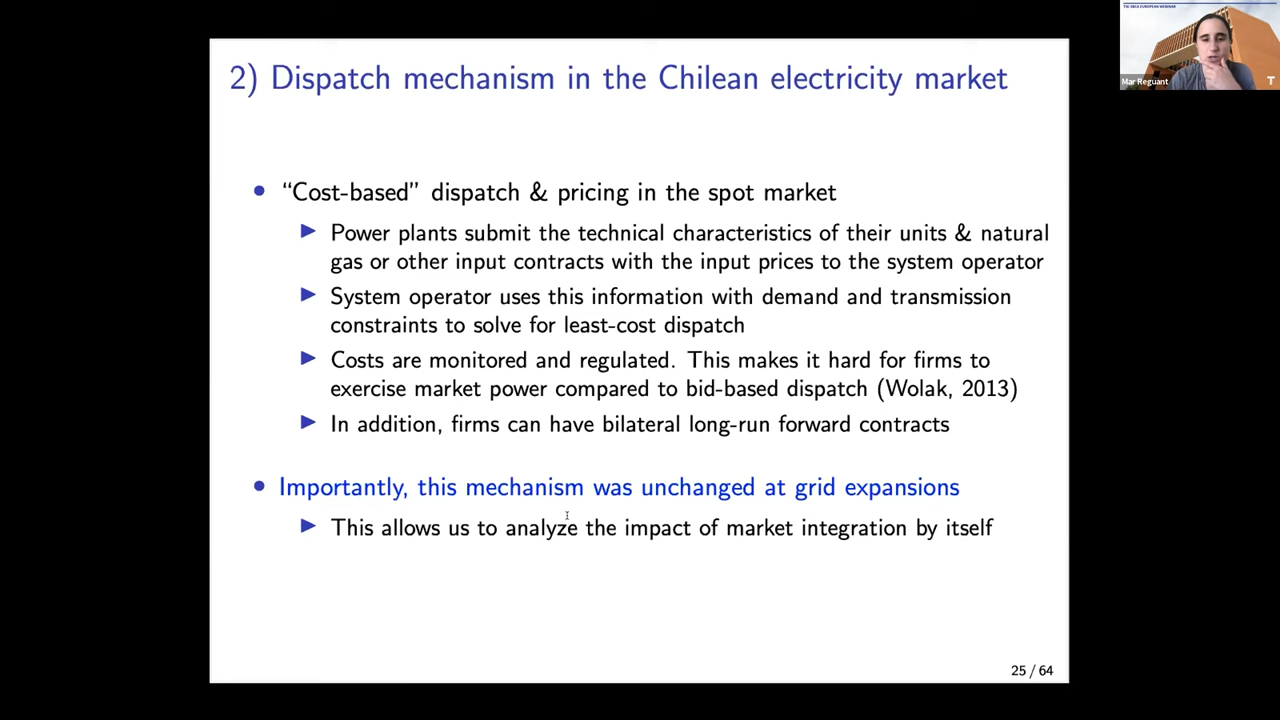 TSE-SBCA EUROPEAN WEBINAR
Mar Reguant
2) Dispatch mechanism in the Chilean electricity market
• “Cost-based” dispatch & pricing in the spot market
▶ Power plants submit the technical characteristics of their units & natural
gas or other input contracts with the input prices to the system operator
▶ System operator uses this information with demand and transmission
constraints to solve for least-cost dispatch
▶ Costs are monitored and regulated. This makes it hard for firms to
exercise market power compared to bid-based dispatch (Wolak, 2013)
▶ In addition, firms can have bilateral long-run forward contracts
• Importantly, this mechanism was unchanged at grid expansions
▶ This allows us to analyze the impact of market integration by itself
25 / 64